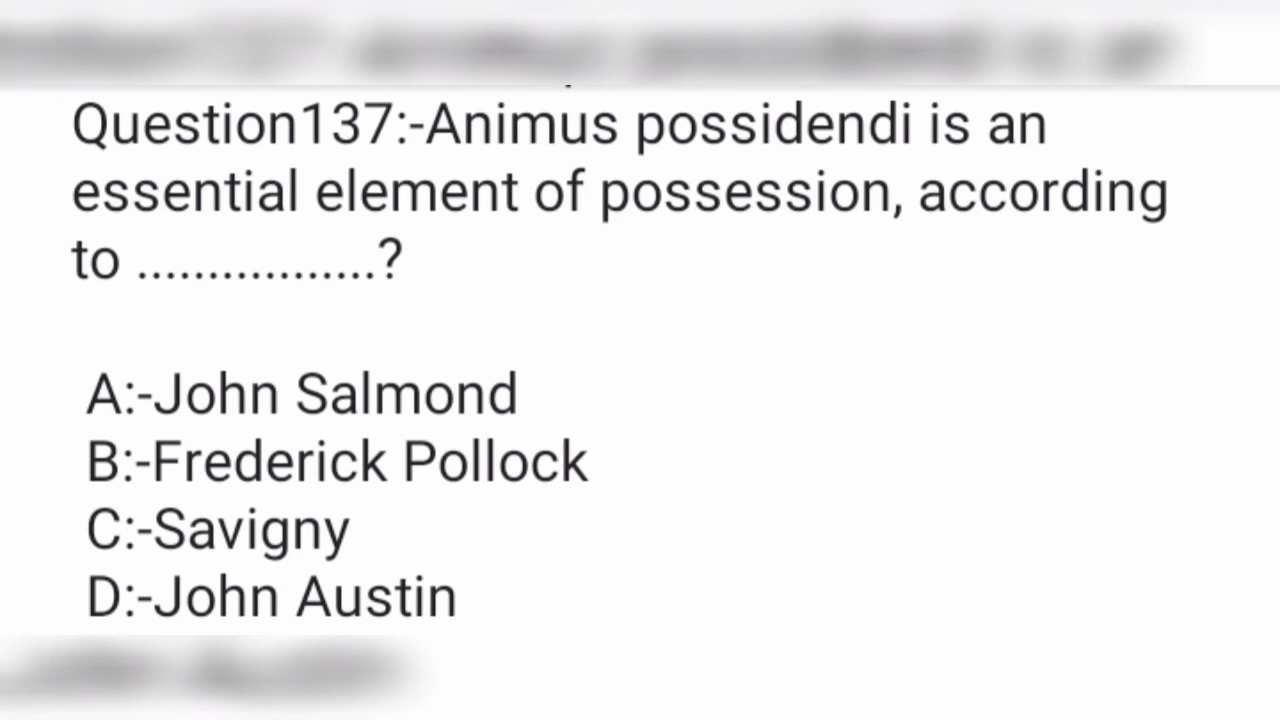 Question137:-Animus possidendi is an
essential element of possession, according
to .................?
A:-John Salmond
B:-Frederick Pollock
C:-Savigny
D:-John Austin